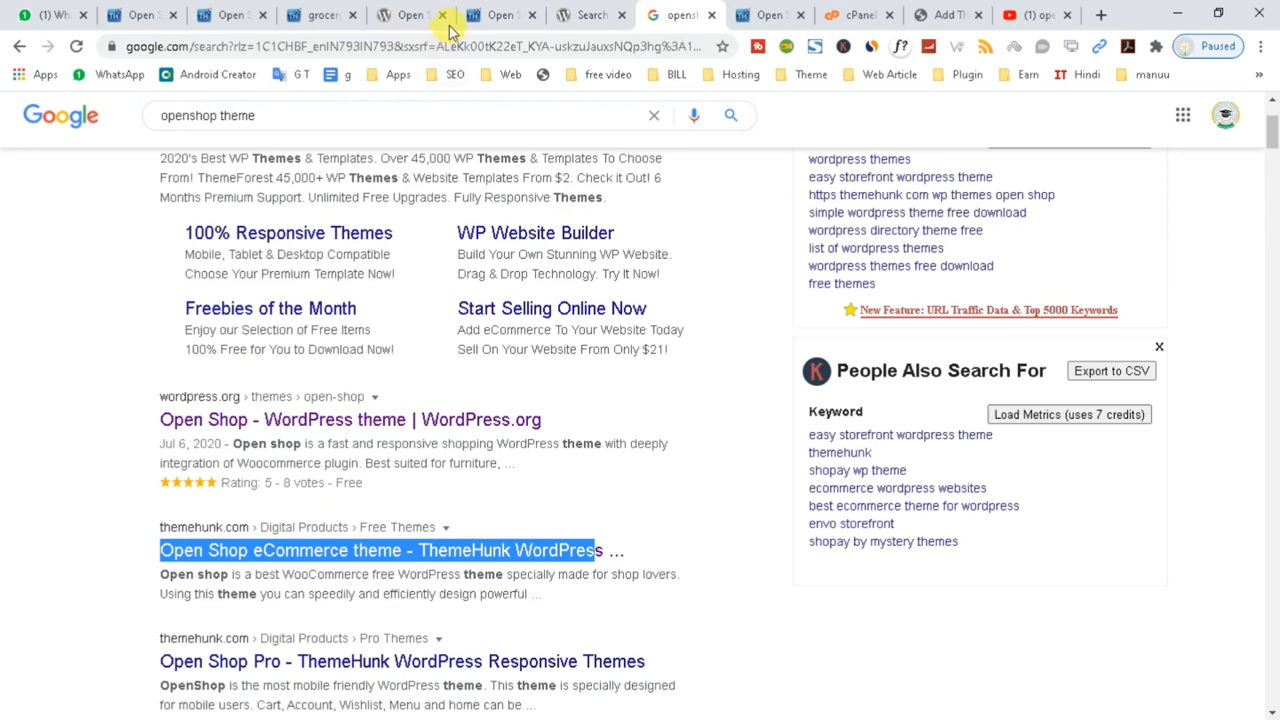 (1) Wha
Open S
Open S
grocery
Open S
Open S
Search
opensh
Open S
cPanel
Add Th
(1) ope
google.com/search?rlz=1C1CHBF_enIN793IN793&sxsrf=ALeKk00tK22eT_KYA-uskzuJauxsNQp3hg%3A1...
Paused
Apps
WhatsApp
Android Creator
G T
g
Apps
SEO
Web
free video
BILL
Hosting
Theme
Web Article
Plugin
Earn
IT Hindi
manuu
»
Google
openshop theme
2020's Best WP Themes & Templates. Over 45,000 WP Themes & Templates To Choose
From! ThemeForest 45,000+ WP Themes & Website Templates From $2. Check it Out! 6
Months Premium Support. Unlimited Free Upgrades. Fully Responsive Themes.
100% Responsive Themes
Mobile, Tablet & Desktop Compatible
Choose Your Premium Template Now!
WP Website Builder
Build Your Own Stunning WP Website.
Drag & Drop Technology. Try It Now!
Freebies of the Month
Enjoy our Selection of Free Items
100% Free for You to Download Now!
Start Selling Online Now
Add eCommerce To Your Website Today
Sell On Your Website From Only $21!
wordpress.org › themes › open-shop
Open Shop - WordPress theme | WordPress.org
Jul 6, 2020 - Open shop is a fast and responsive shopping WordPress theme with deeply
integration of Woocommerce plugin. Best suited for furniture, ...
Rating: 5 - 8 votes - Free
themehunk.com › Digital Products › Free Themes
Open Shop eCommerce theme - ThemeHunk WordPress ...
Open shop is a best WooCommerce free WordPress theme specially made for shop lovers.
Using this theme you can speedily and efficiently design powerful ...
themehunk.com › Digital Products › Pro Themes
Open Shop Pro - ThemeHunk WordPress Responsive Themes
OpenShop is the most mobile friendly WordPress theme. This theme is specially designed
for mobile users. Cart, Account, Wishlist, Menu and home can be ...
wordpress themes
easy storefront wordpress theme
https themehunk com wp themes open shop
simple wordpress theme free download
wordpress directory theme free
list of wordpress themes
wordpress themes free download
free themes
New Feature: URL Traffic Data & Top 5000 Keywords
X
K People Also Search For
Export to CSV
Keyword
Load Metrics (uses 7 credits)
easy storefront wordpress theme
themehunk
shopay wp theme
ecommerce wordpress websites
best ecommerce theme for wordpress
envo storefront
shopay by mystery themes